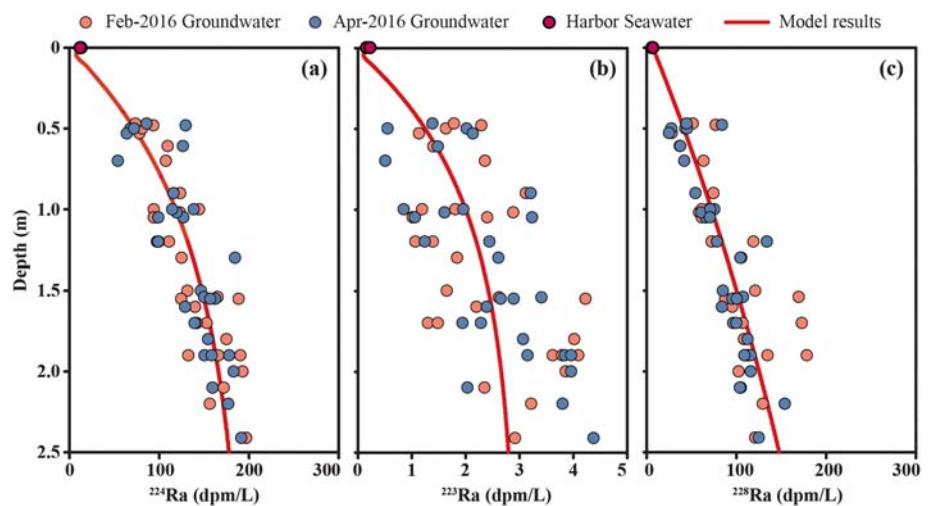 Feb-2016 Groundwater Apr-2016 Groundwater Harbor Seawater Model results
(a) (b) (c)
Depth (m)
0
0.5
1.0
1.5
2.0
2.5
0 100 200 300 0 1 2 3 4 5 0 100 200 300
²²⁴Ra (dpm/L) ²²³Ra (dpm/L) ²²⁸Ra (dpm/L)